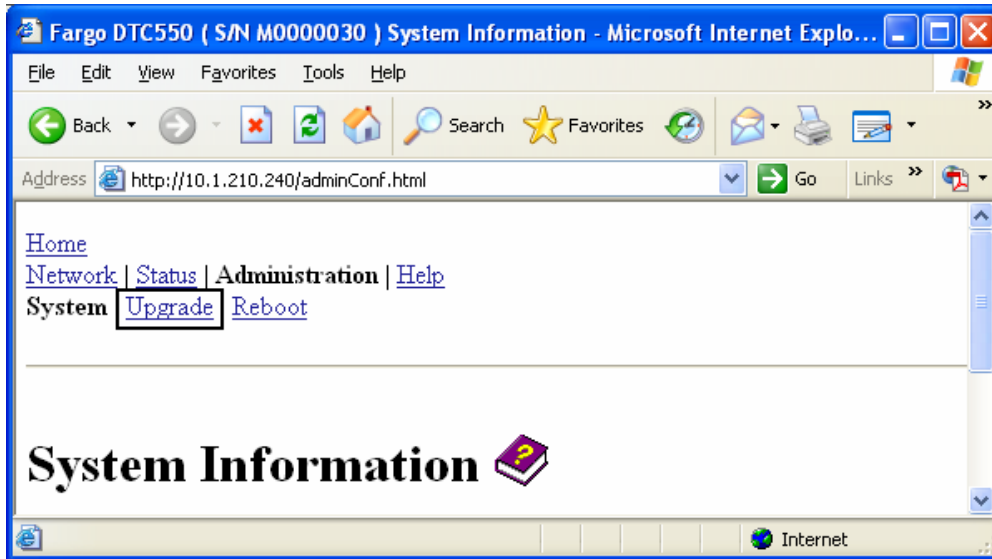 Fargo DTC550 ( S/N M0000030 ) System Information - Microsoft Internet Explo...
File Edit View Favorites Tools Help
Back Search Favorites »
Address http://10.1.210.240/adminConf.html Go Links »
Home
Network | Status | Administration | Help
System Upgrade Reboot
System Information ?
Internet